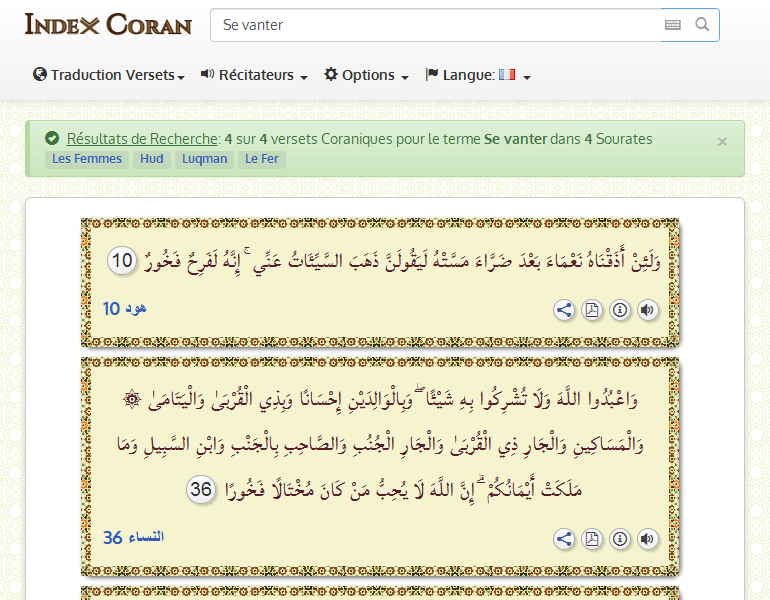 Index Coran
Se vanter
Traduction Versets
Récitateurs
Options
Langue:
Résultats de Recherche: 4 sur 4 versets Coraniques pour le terme Se vanter dans 4 Sourates ×
Les Femmes Hud Luqman Le Fer
وَلَئِنْ أَذَقْنَاهُ نَعْمَاءَ بَعْدَ ضَرَّاءَ مَسَّتْهُ لَيَقُولَنَّ ذَهَبَ السَّيِّئَاتُ عَنِّي ۚ إِنَّهُ لَفَرِحٌ فَخُورٌ 10
هود 10
وَاعْبُدُوا اللَّهَ وَلَا تُشْرِكُوا بِهِ شَيْئًا ۖ وَبِالْوَالِدَيْنِ إِحْسَانًا وَبِذِي الْقُرْبَىٰ وَالْيَتَامَىٰ ۞
وَالْمَسَاكِينِ وَالْجَارِ ذِي الْقُرْبَىٰ وَالْجَارِ الْجُنُبِ وَالصَّاحِبِ بِالْجَنْبِ وَابْنِ السَّبِيلِ وَمَا
مَلَكَتْ أَيْمَانُكُمْ ۗ إِنَّ اللَّهَ لَا يُحِبُّ مَنْ كَانَ مُخْتَالًا فَخُورًا 36
النساء 36